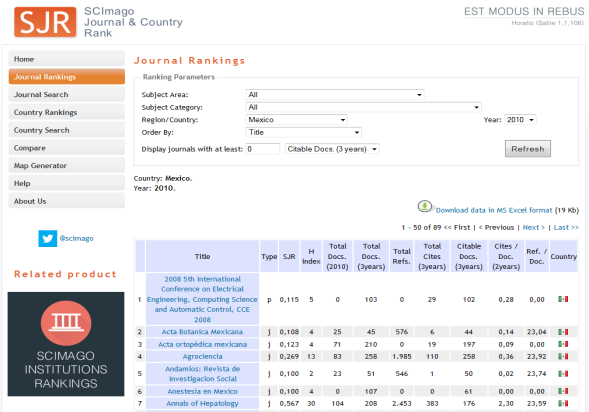 SJR
SCImago
Journal & Country
Rank
EST MODUS IN REBUS
Horatio (Satire 1,1,106)
Home
Journal Rankings
Journal Search
Country Rankings
Country Search
Compare
Map Generator
Help
About Us
@scimago
Related product
SCIMAGO
INSTITUTIONS
RANKINGS
Journal Rankings
Ranking Parameters
Subject Area: All
Subject Category: All
Region/Country: Mexico Year: 2010
Order By: Title
Display journals with at least: 0 Citable Docs. (3 years) Refresh
Country: Mexico.
Year: 2010.
Download data in MS Excel format (19 Kb)
1 - 50 of 89 << First | < Previous | Next > | Last >>
Title Type SJR H index Total Docs. (2010) Total Docs. (3years) Total Refs. Total Cites (3years) Citable Docs. (3years) Cites / Doc. (2years) Ref. / Doc. Country
1 2008 5th International Conference on Electrical Engineering, Computing Science and Automatic Control, CCE 2008 p 0,115 5 0 103 0 29 102 0,28 0,00
2 Acta Botanica Mexicana j 0,108 4 25 45 576 6 44 0,14 23,04
3 Acta ortopédica mexicana j 0,123 4 71 210 0 19 197 0,09 0,00
4 Agrociencia j 0,269 13 83 258 1.985 110 258 0,36 23,92
5 Andamios: Revista de Investigacion Social j 0,100 2 23 51 546 1 50 0,02 23,74
6 Anestesia en Mexico j 0,100 4 0 107 0 0 61 0,00 0,00
7 Annals of Hepatology j 0,567 30 104 208 2.453 383 176 2,30 23,59